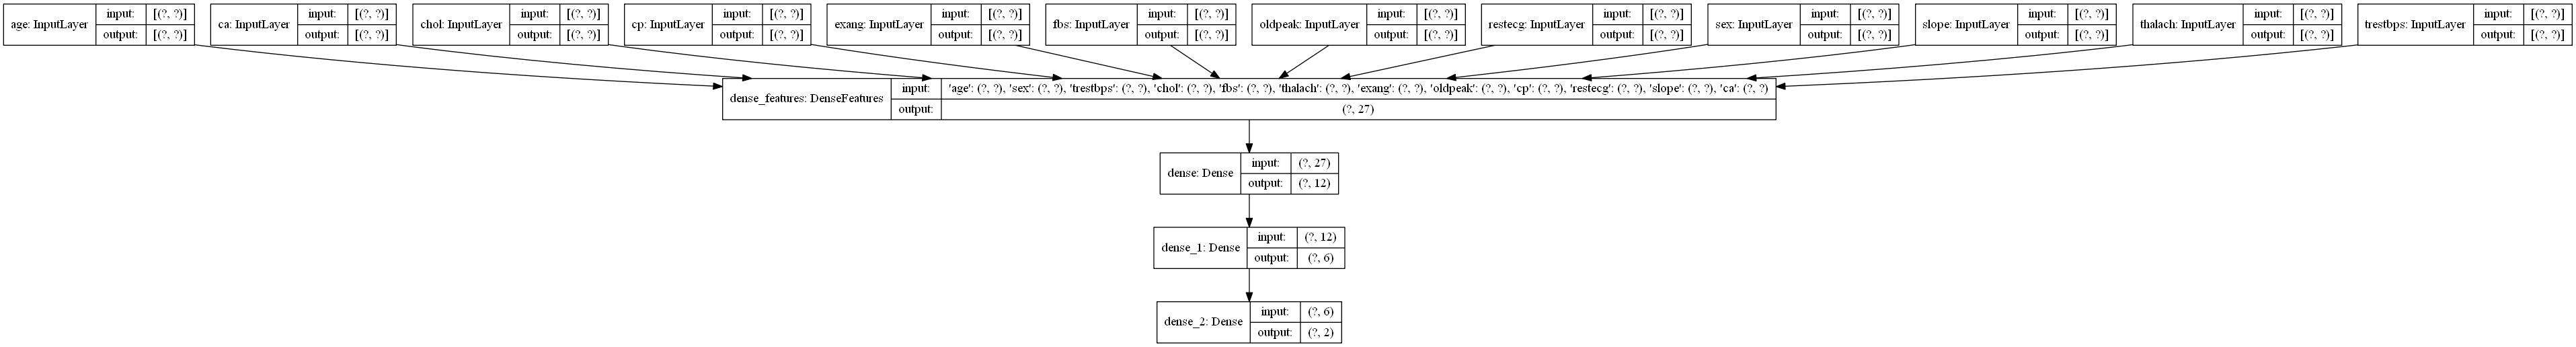 age: InputLayer input: [(?, ?)] output: [(?, ?)]
ca: InputLayer input: [(?, ?)] output: [(?, ?)]
chol: InputLayer input: [(?, ?)] output: [(?, ?)]
cp: InputLayer input: [(?, ?)] output: [(?, ?)]
exang: InputLayer input: [(?, ?)] output: [(?, ?)]
fbs: InputLayer input: [(?, ?)] output: [(?, ?)]
oldpeak: InputLayer input: [(?, ?)] output: [(?, ?)]
restecg: InputLayer input: [(?, ?)] output: [(?, ?)]
sex: InputLayer input: [(?, ?)] output: [(?, ?)]
slope: InputLayer input: [(?, ?)] output: [(?, ?)]
thalach: InputLayer input: [(?, ?)] output: [(?, ?)]
trestbps: InputLayer input: [(?, ?)] output: [(?, ?)]
dense_features: DenseFeatures
input: 'age': (?, ?), 'sex': (?, ?), 'trestbps': (?, ?), 'chol': (?, ?), 'fbs': (?, ?), 'thalach': (?, ?), 'exang': (?, ?), 'oldpeak': (?, ?), 'cp': (?, ?), 'restecg': (?, ?), 'slope': (?, ?), 'ca': (?, ?)
output: (?, 27)
dense: Dense
input: (?, 27)
output: (?, 12)
dense_1: Dense
input: (?, 12)
output: (?, 6)
dense_2: Dense
input: (?, 6)
output: (?, 2)